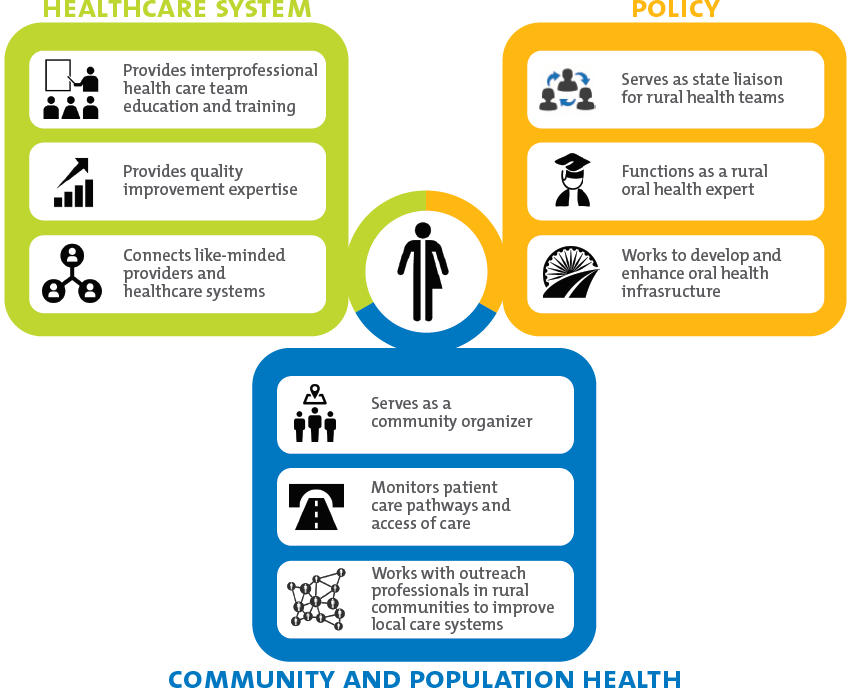 HEALTHCARE SYSTEM
Provides interprofessional
health care team
education and training
Provides quality
improvement expertise
Connects like-minded
providers and
healthcare systems
POLICY
Serves as state liaison
for rural health teams
Functions as a rural
oral health expert
Works to develop and
enhance oral health
infrasructure
Serves as a
community organizer
Monitors patient
care pathways and
access of care
Works with outreach
professionals in rural
communities to improve
local care systems
COMMUNITY AND POPULATION HEALTH